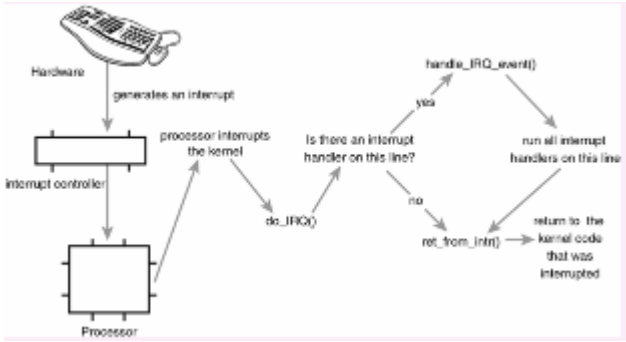 Hardware
generates an interrupt
interrupt controller
Processor
processor interrupts
the kernel
do_IRQ()
Is there an interrupt
handler on this line?
yes
no
handle_IRQ_event()
run all interrupt
handlers on this line
ret_from_intr()
return to the
kernel code
that was
interrupted